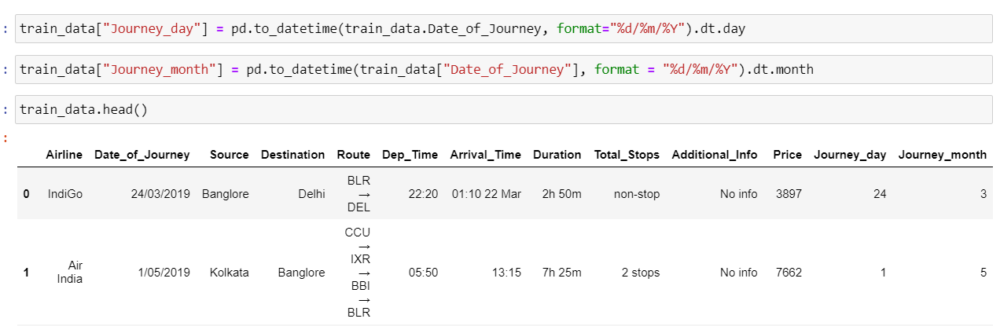 : train_data["Journey_day"] = pd.to_datetime(train_data.Date_of_Journey, format="%d/%m/%Y").dt.day
: train_data["Journey_month"] = pd.to_datetime(train_data["Date_of_Journey"], format = "%d/%m/%Y").dt.month
: train_data.head()
:
Airline Date_of_Journey Source Destination Route Dep_Time Arrival_Time Duration Total_Stops Additional_Info Price Journey_day Journey_month
0 IndiGo 24/03/2019 Banglore Delhi BLR → DEL 22:20 01:10 22 Mar 2h 50m non-stop No info 3897 24 3
1 Air India 1/05/2019 Kolkata Banglore CCU → IXR → BBI → BLR 05:50 13:15 7h 25m 2 stops No info 7662 1 5